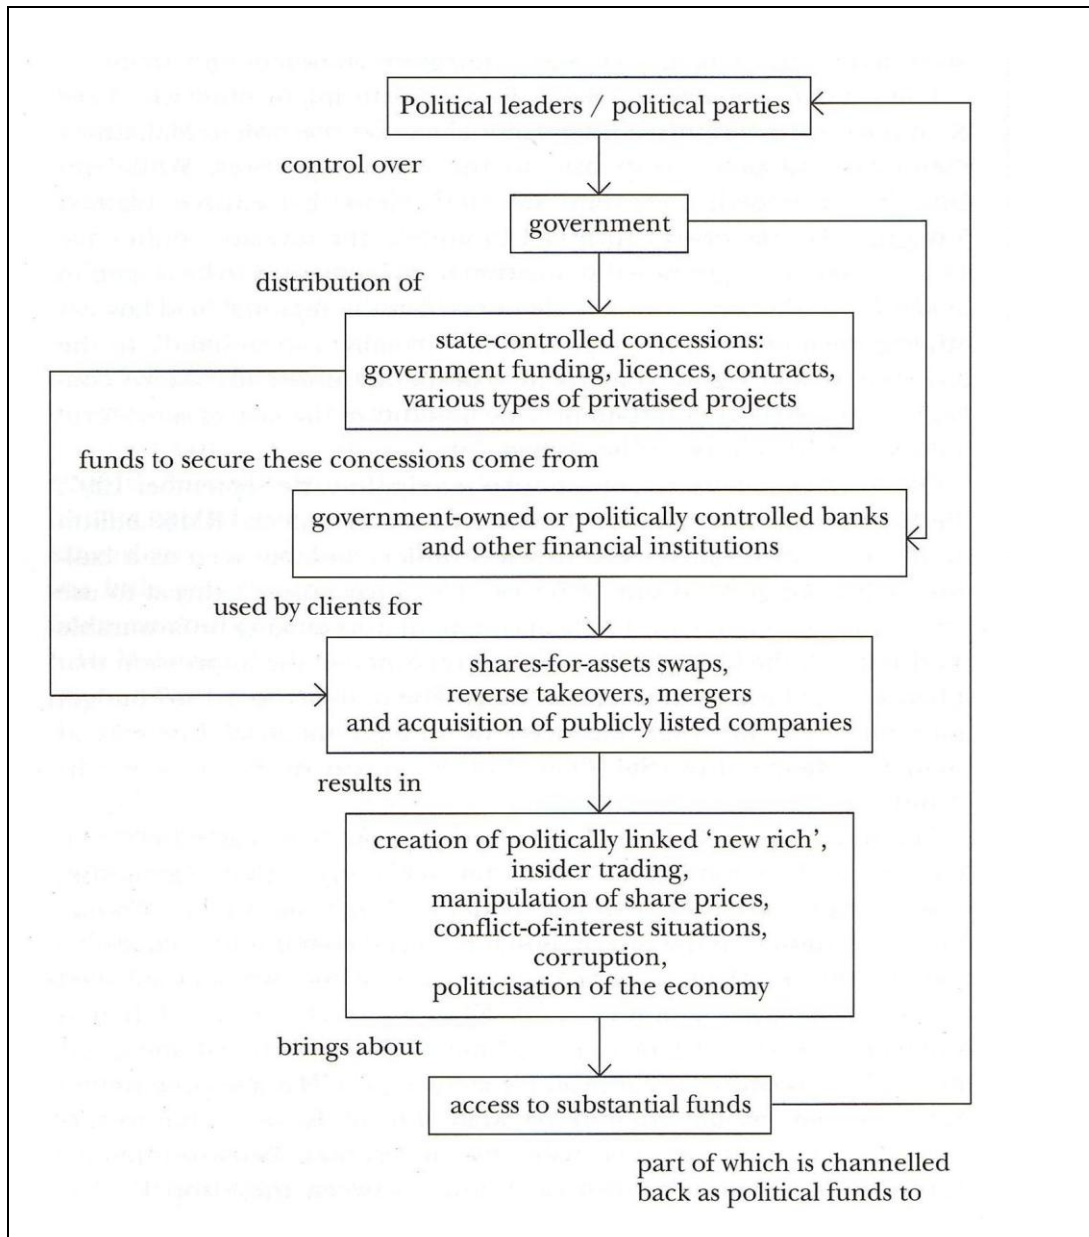 Political leaders / political parties
control over
government
distribution of
state-controlled concessions:
government funding, licences, contracts,
various types of privatised projects
funds to secure these concessions come from
government-owned or politically controlled banks
and other financial institutions
used by clients for
shares-for-assets swaps,
reverse takeovers, mergers
and acquisition of publicly listed companies
results in
creation of politically linked ‘new rich’,
insider trading,
manipulation of share prices,
conflict-of-interest situations,
corruption,
politicisation of the economy
brings about
access to substantial funds
part of which is channelled
back as political funds to